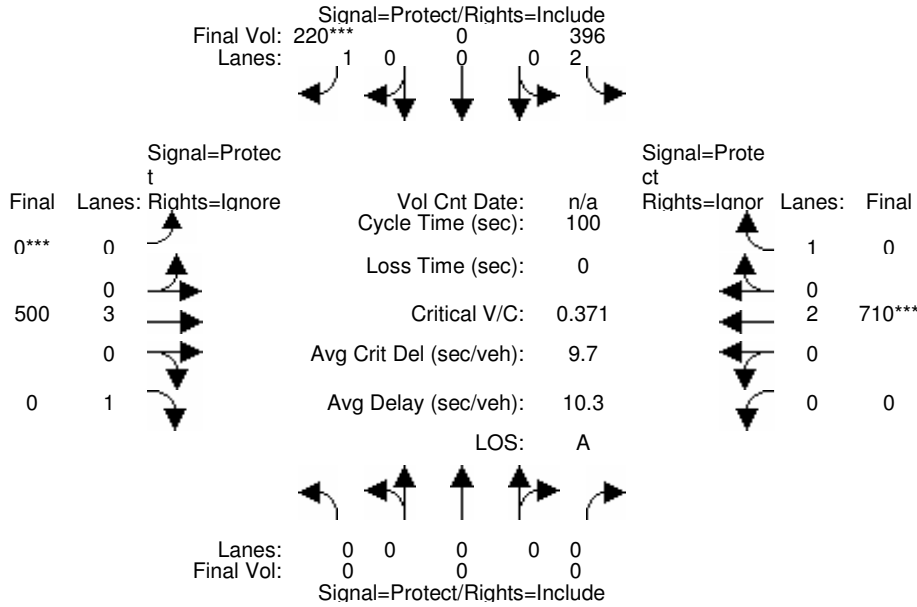 Signal=Protect/Rights=Include
Final Vol: 220*** 0 396
Lanes: 1 0 0 0 2
Signal=Protec
t
Signal=Prote
ct
Final Lanes: Rights=Ignore Vol Cnt Date: n/a Rights=Ignor Lanes: Final
Cycle Time (sec): 100
0*** 0 1 0
Loss Time (sec): 0
0 0
500 3 Critical V/C: 0.371 2 710***
0 Avg Crit Del (sec/veh): 9.7 0
0 1 Avg Delay (sec/veh): 10.3 0 0
LOS: A
Lanes: 0 0 0 0 0
Final Vol: 0 0 0
Signal=Protect/Rights=Include